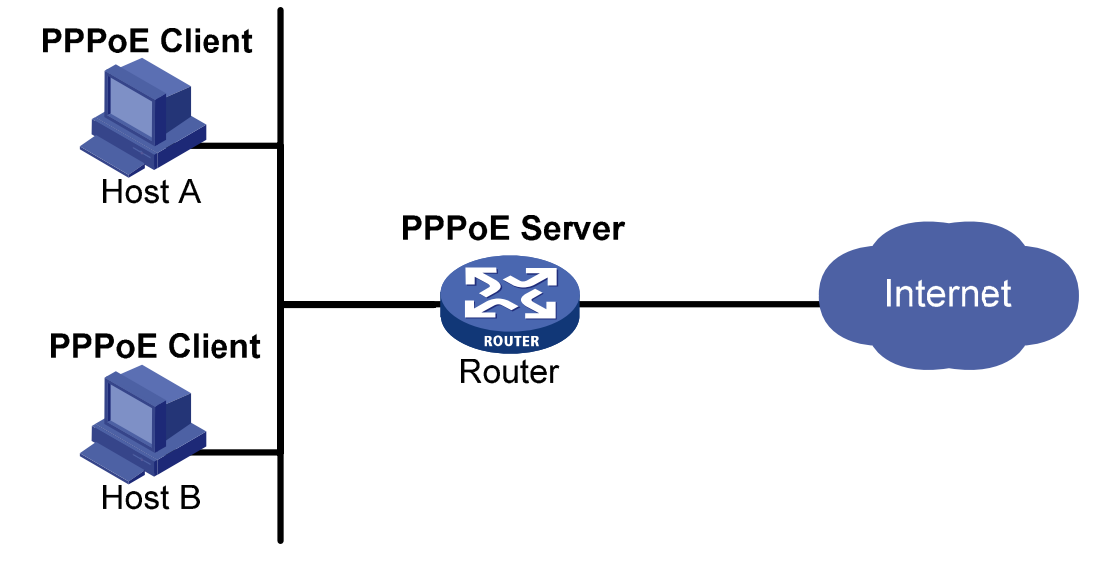 PPPoE Client
Host A
PPPoE Server
ROUTER
Router
Internet
PPPoE Client
Host B